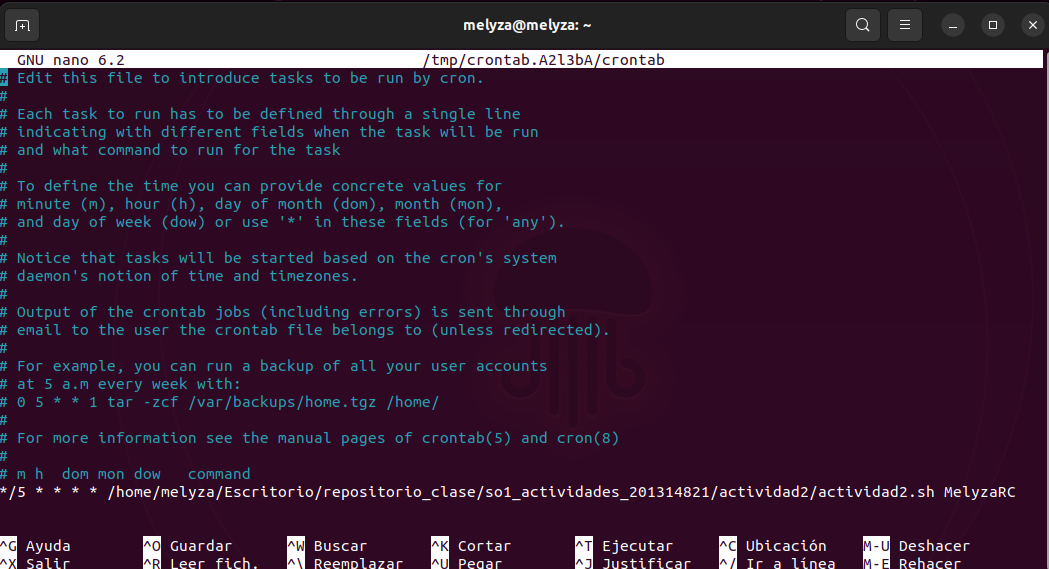 melyza@melyza: ~
GNU nano 6.2 /tmp/crontab.A2l3bA/crontab
# Edit this file to introduce tasks to be run by cron.
#
# Each task to run has to be defined through a single line
# indicating with different fields when the task will be run
# and what command to run for the task
#
# To define the time you can provide concrete values for
# minute (m), hour (h), day of month (dom), month (mon),
# and day of week (dow) or use '*' in these fields (for 'any').
#
# Notice that tasks will be started based on the cron's system
# daemon's notion of time and timezones.
#
# Output of the crontab jobs (including errors) is sent through
# email to the user the crontab file belongs to (unless redirected).
#
# For example, you can run a backup of all your user accounts
# at 5 a.m every week with:
# 0 5 * * 1 tar -zcf /var/backups/home.tgz /home/
#
# For more information see the manual pages of crontab(5) and cron(8)
#
# m h  dom mon dow   command
*/5 * * * * /home/melyza/Escritorio/repositorio_clase/so1_actividades_201314821/actividad2/actividad2.sh MelyzaRC
^G Ayuda ^O Guardar ^W Buscar ^K Cortar ^T Ejecutar ^C Ubicación M-U Deshacer
^X Salir ^R Leer fich. ^\ Reemplazar ^U Pegar ^J Justificar ^/ Ir a línea M-E Rehacer